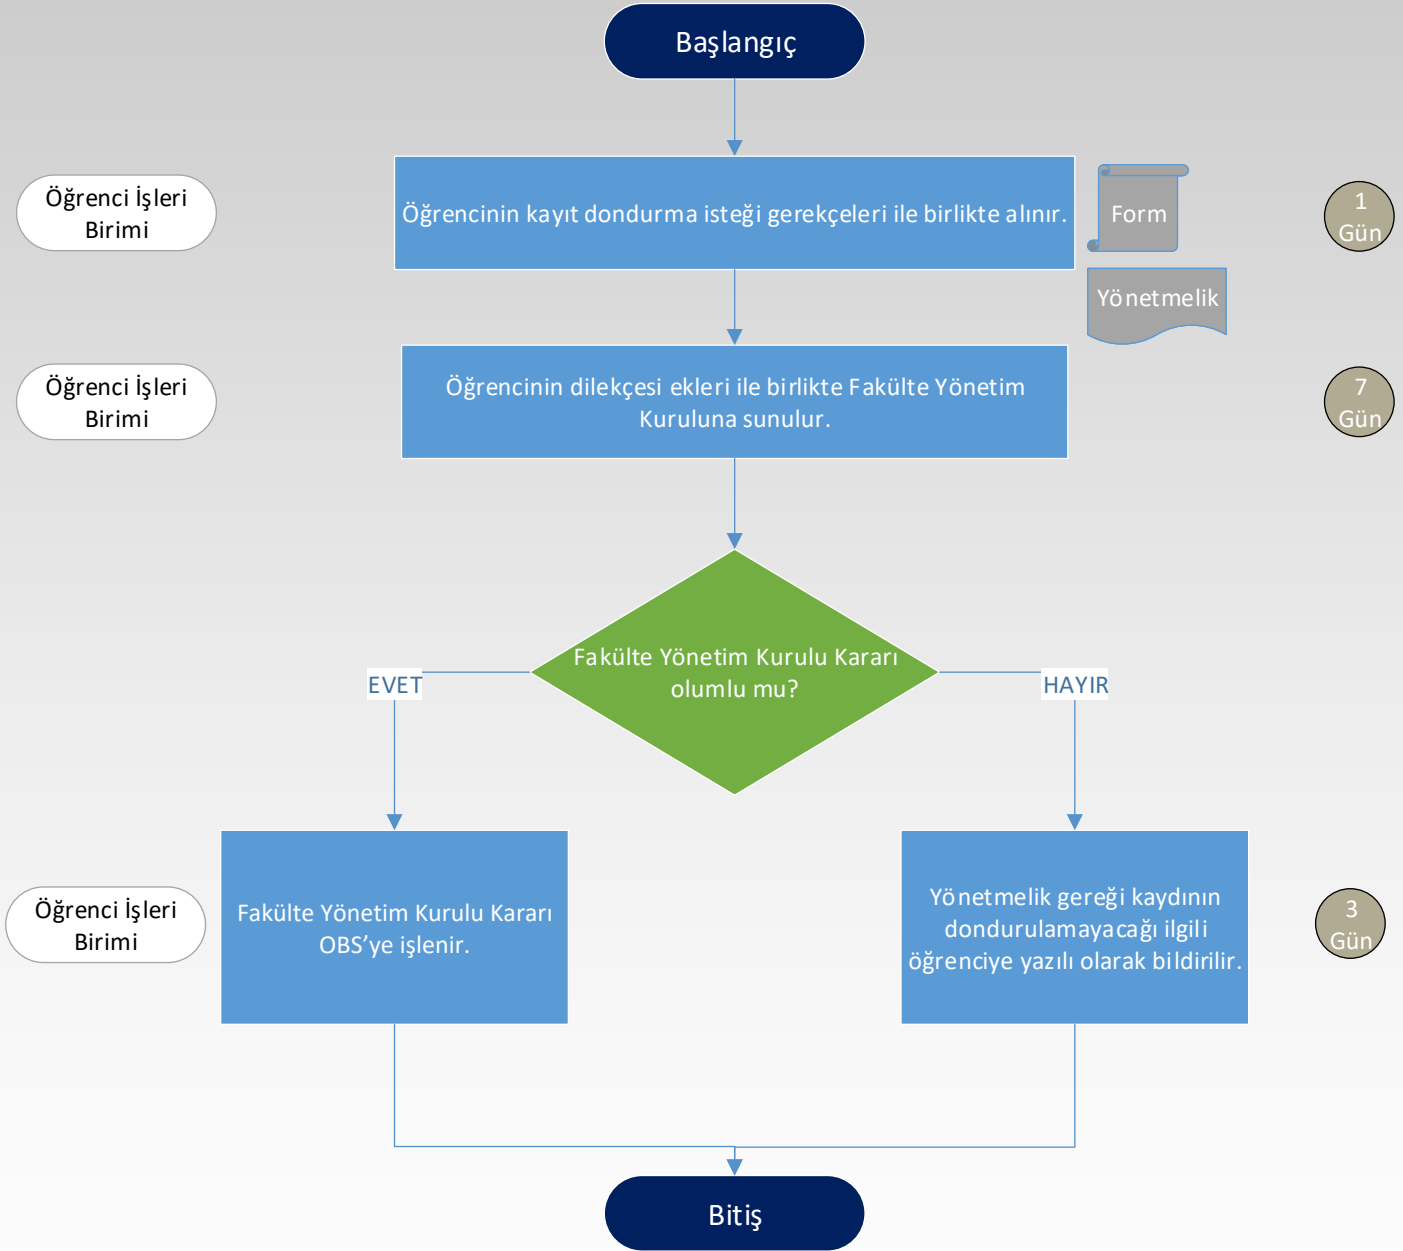 Başlangıç
Öğrenci İşleri
Birimi
Öğrencinin kayıt dondurma isteği gerekçeleri ile birlikte alınır.
Form
1
Gün
Yönetmelik
Öğrenci İşleri
Birimi
Öğrencinin dilekçesi ekleri ile birlikte Fakülte Yönetim
Kuruluna sunulur.
7
Gün
Fakülte Yönetim Kurulu Kararı
olumlu mu?
EVET
HAYIR
Öğrenci İşleri
Birimi
Fakülte Yönetim Kurulu Kararı
OBS’ye işlenir.
Yönetmelik gereği kaydının
dondurulamayacağı ilgili
öğrenciye yazılı olarak bildirilir.
3
Gün
Bitiş